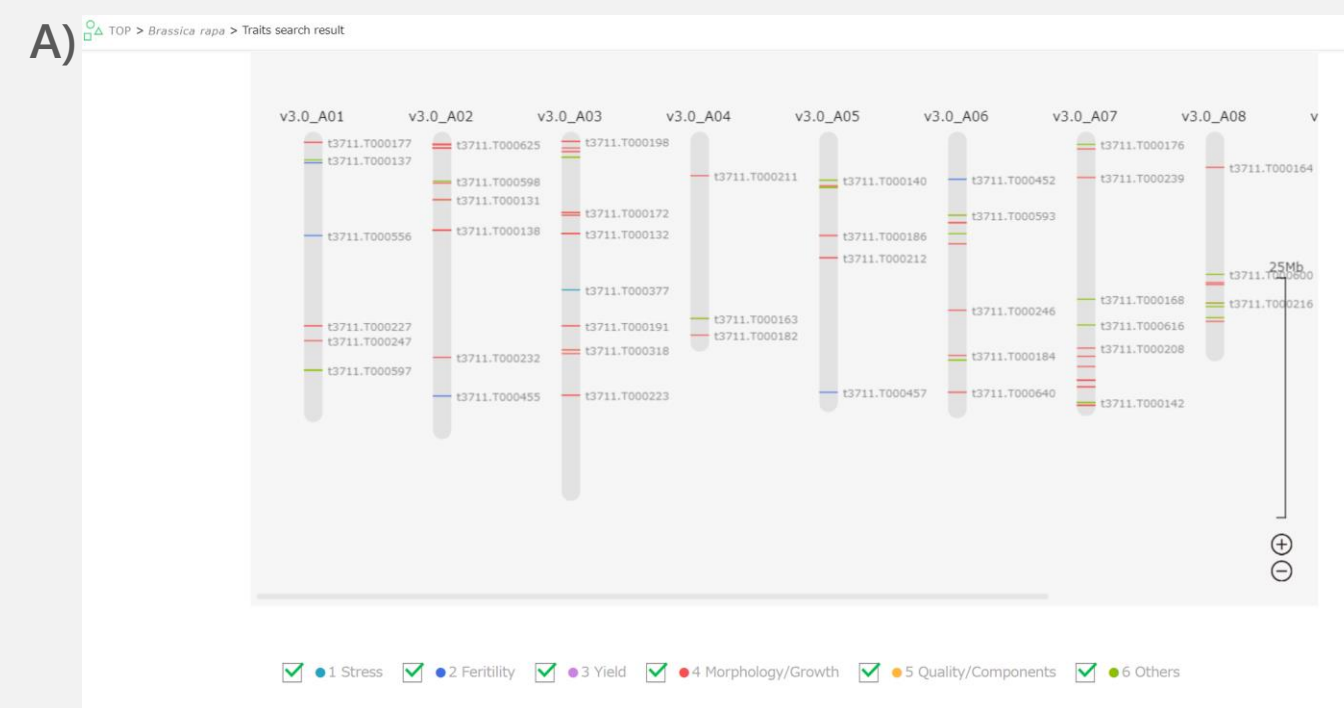 A)
TOP > Brassica rapa > Traits search result
v3.0_A01 v3.0_A02 v3.0_A03 v3.0_A04 v3.0_A05 v3.0_A06 v3.0_A07 v3.0_A08 v
t3711.T000177
t3711.T000137
t3711.T000556
t3711.T000227
t3711.T000247
t3711.T000597
t3711.T000625
t3711.T000598
t3711.T000131
t3711.T000138
t3711.T000232
t3711.T000455
t3711.T000198
t3711.T000172
t3711.T000132
t3711.T000377
t3711.T000191
t3711.T000318
t3711.T000223
t3711.T000211
t3711.T000163
t3711.T000182
t3711.T000140
t3711.T000186
t3711.T000212
t3711.T000457
t3711.T000452
t3711.T000593
t3711.T000246
t3711.T000184
t3711.T000640
t3711.T000176
t3711.T000239
t3711.T000168
t3711.T000616
t3711.T000208
t3711.T000142
t3711.T000164
t3711.T000600
t3711.T000216
25Mb
1 Stress 2 Feritility 3 Yield 4 Morphology/Growth 5 Quality/Components 6 Others